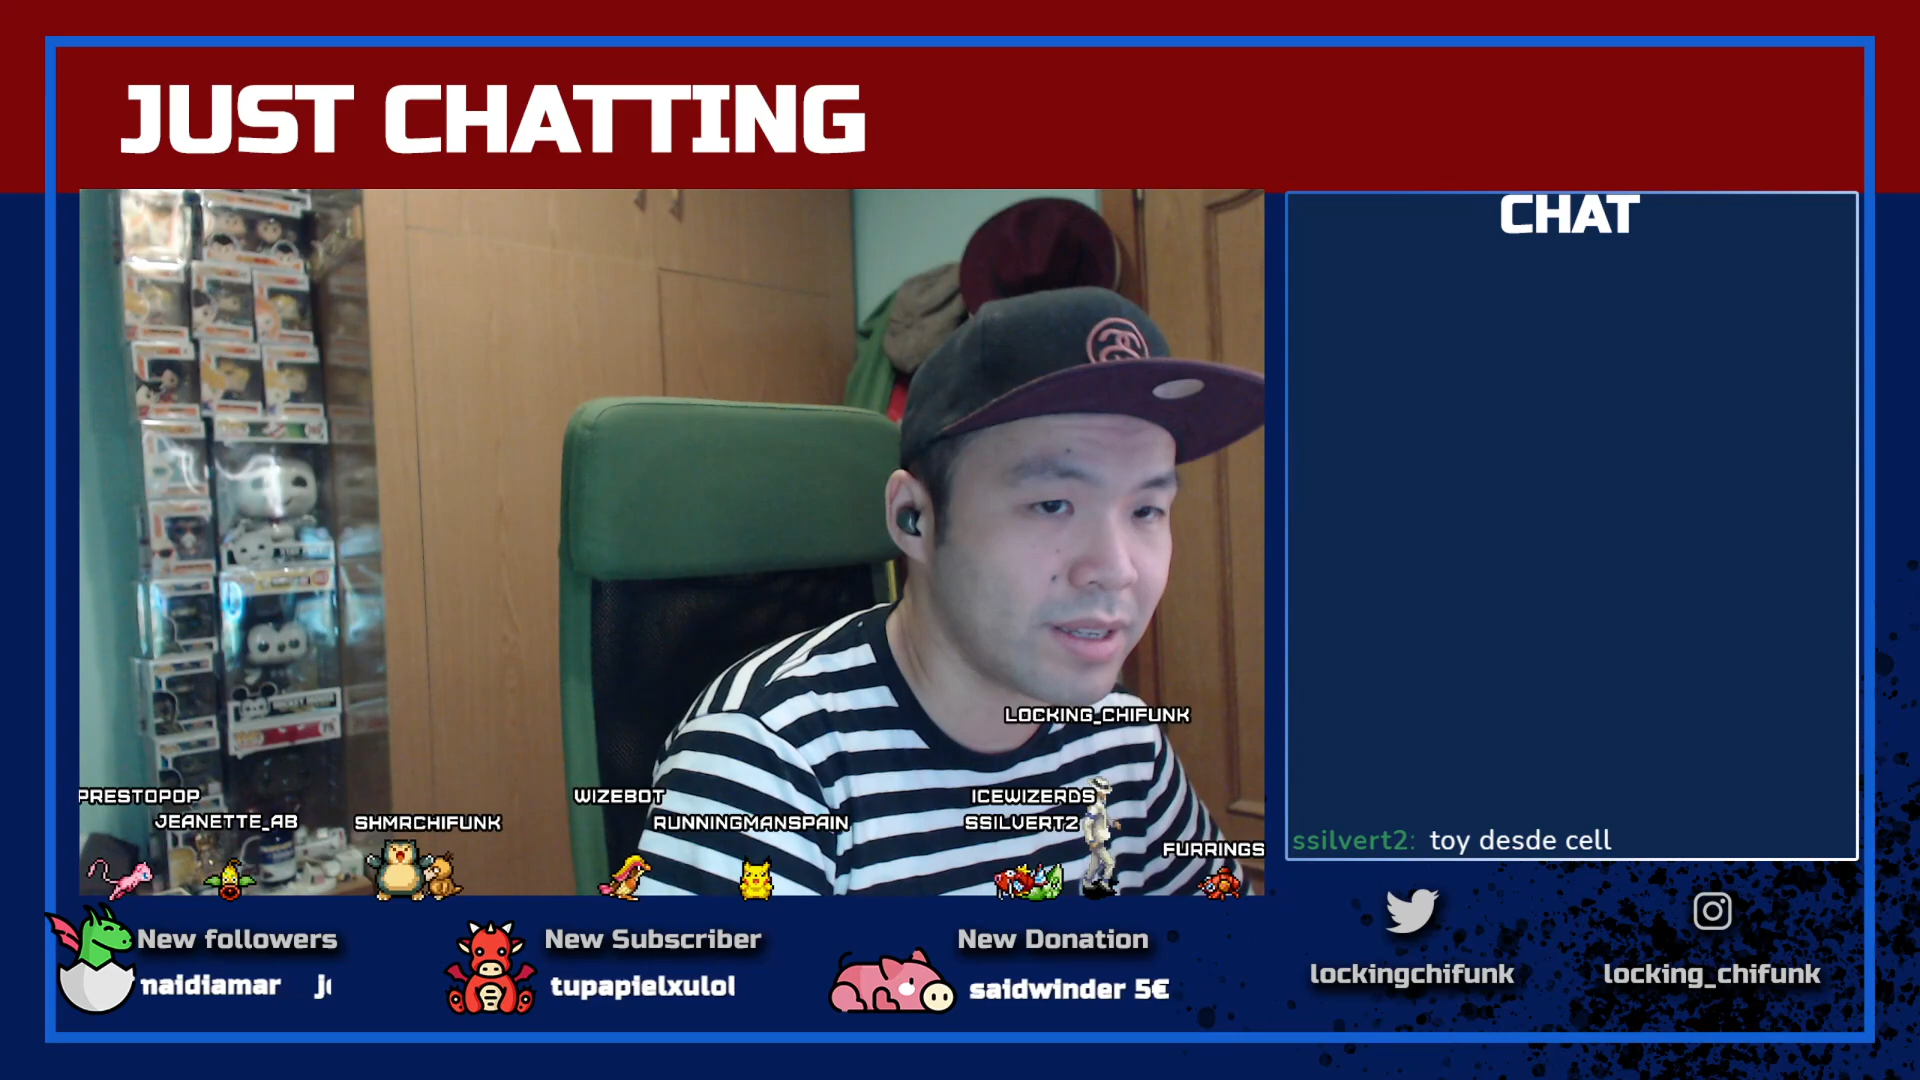 JUST CHATTING
CHAT
LOCKING_CHIFUNK
PRESTOPOP
WIZEBOT
ICEWIZERDS
JEANETTE_AB
SHMRCHIFUNK
RUNNINGMANSPAIN
SSILVERT2
FURRINGS
ssilvert2: toy desde cell
New followers
naidiamar
New Subscriber
tupapielxulol
New Donation
saidwinder 5€
lockingchifunk
locking_chifunk